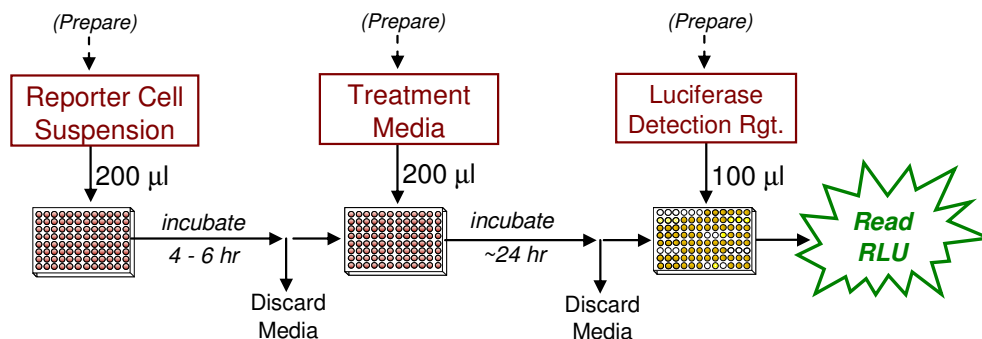 (Prepare)
(Prepare)
(Prepare)
Reporter Cell
Suspension
Treatment
Media
Luciferase
Detection Rgt.
200 µl
200 µl
100 µl
incubate
4 - 6 hr
incubate
~24 hr
Read
RLU
Discard
Media
Discard
Media